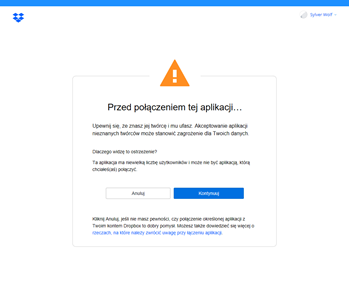 Sylwer Wolf
Przed połączeniem tej aplikacji...
Upewnij się, że znasz jej twórcę i mu ufasz. Akceptowanie aplikacji
nieznanych twórców może stanowić zagrożenie dla Twoich danych.
Dlaczego widzę to ostrzeżenie?
Ta aplikacja ma niewielką liczbę użytkowników i może nie być aplikacją, którą
chciałeś(aś) połączyć.
Anuluj Kontynuuj
Kliknij Anuluj, jeśli nie masz pewności, czy połączenie określonej aplikacji z
Twoim kontem Dropbox to dobry pomysł. Możesz także dowiedzieć się więcej o
rzeczach, na które należy zwrócić uwagę przy łączeniu aplikacji.